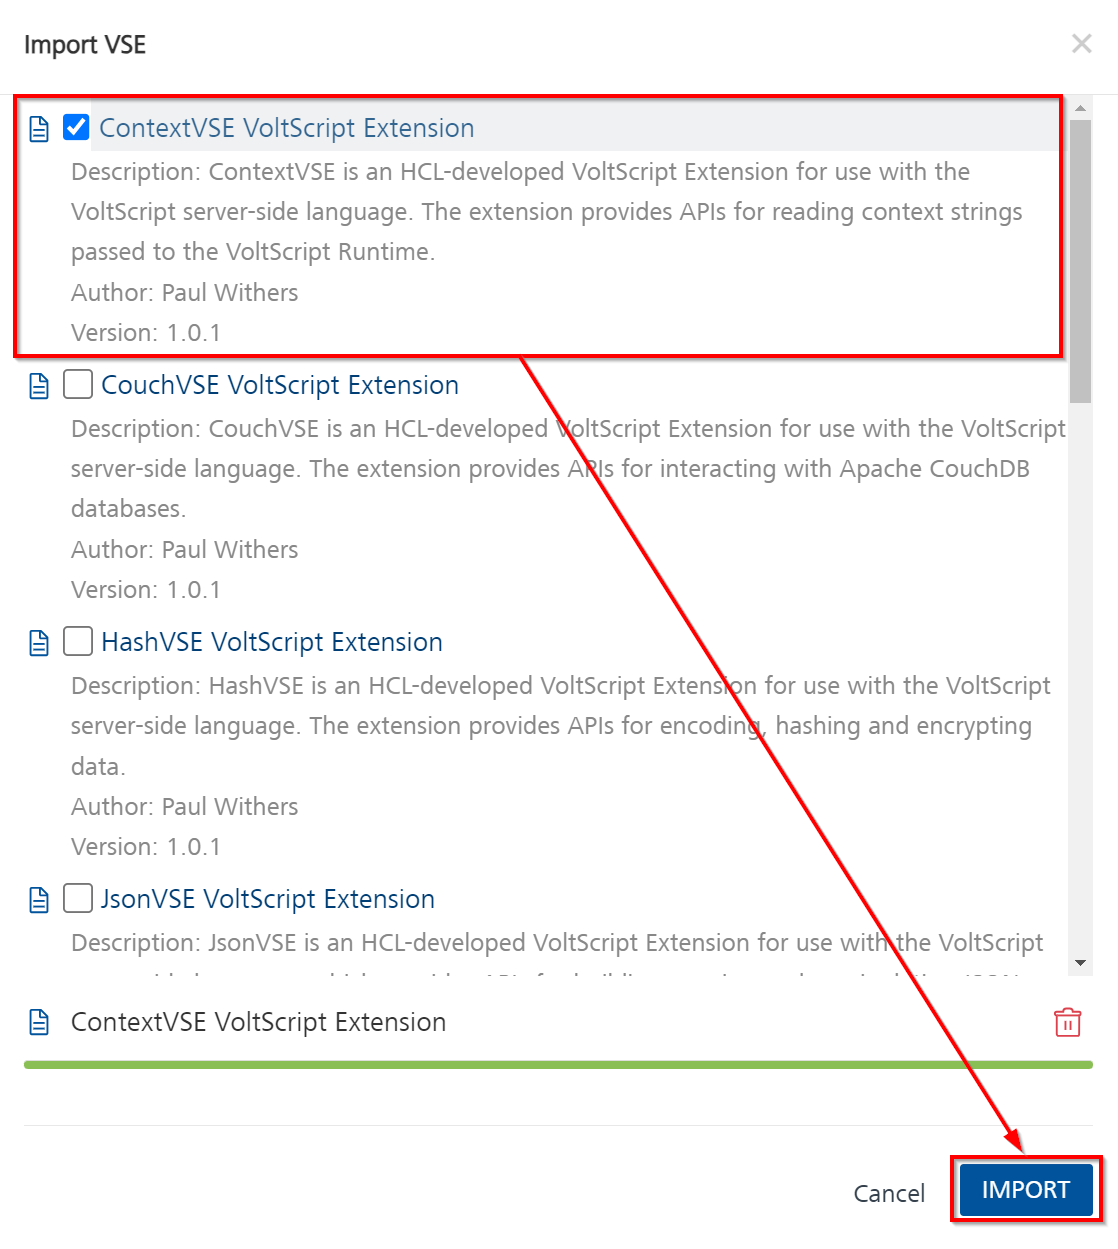 Import VSE
ContextVSE VoltScript Extension
Description: ContextVSE is an HCL-developed VoltScript Extension for use with the
VoltScript server-side language. The extension provides APIs for reading context strings
passed to the VoltScript Runtime.
Author: Paul Withers
Version: 1.0.1
CouchVSE VoltScript Extension
Description: CouchVSE is an HCL-developed VoltScript Extension for use with the VoltScript
server-side language. The extension provides APIs for interacting with Apache CouchDB
databases.
Author: Paul Withers
Version: 1.0.1
HashVSE VoltScript Extension
Description: HashVSE is an HCL-developed VoltScript Extension for use with the VoltScript
server-side language. The extension provides APIs for encoding, hashing and encrypting
data.
Author: Paul Withers
Version: 1.0.1
JsonVSE VoltScript Extension
Description: JsonVSE is an HCL-developed VoltScript Extension for use with the VoltScript
ContextVSE VoltScript Extension
Cancel
IMPORT